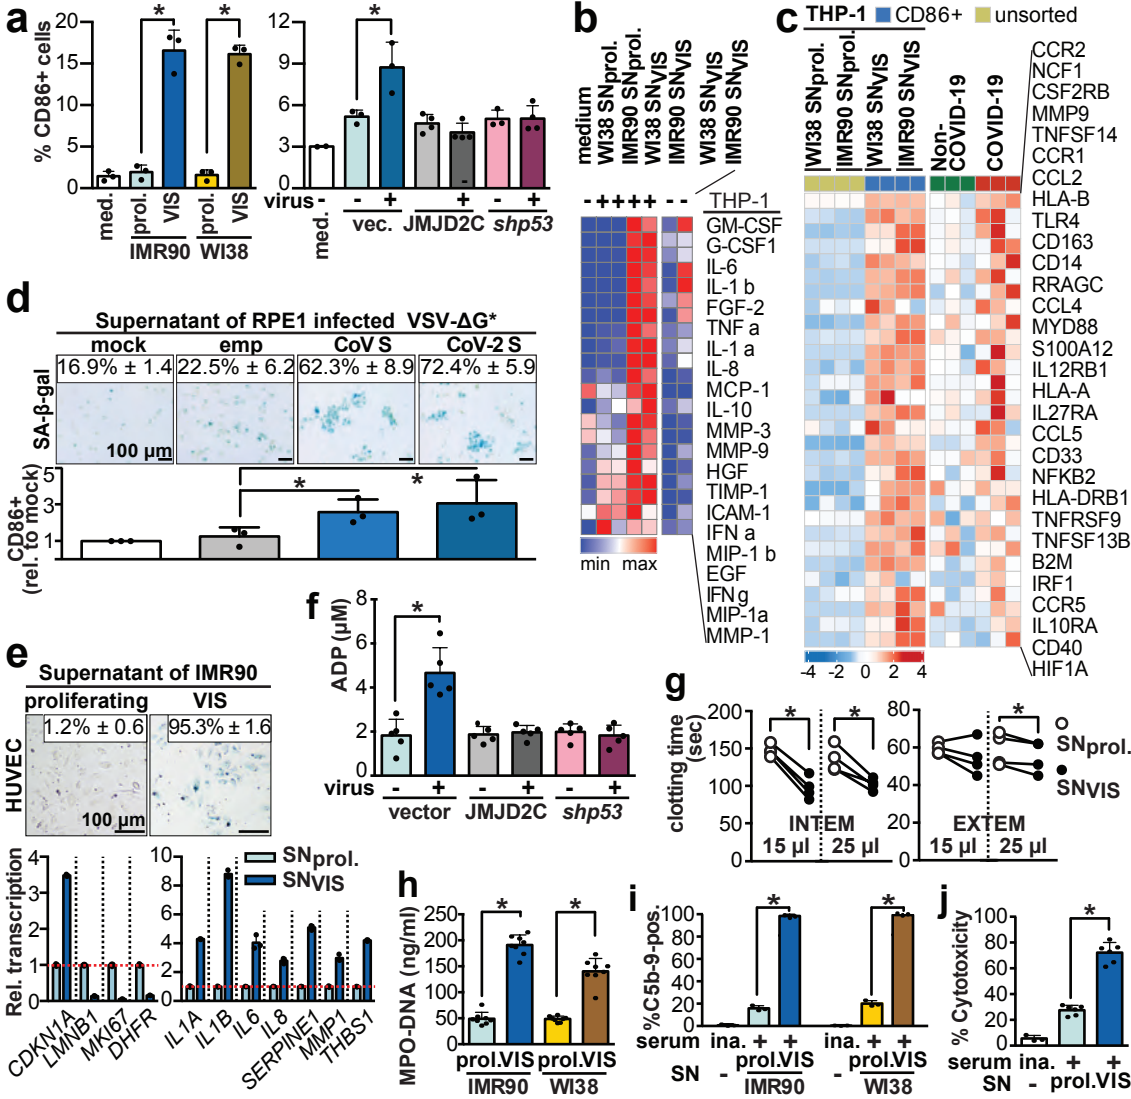 a
% CD86+ cells
20
15
10
5
0
*
*
med.
prol.
VIS
prol.
VIS
IMR90
WI38
12
9
6
3
0
*
virus
- + - + - +
med.
vec.
JMJD2C
shp53
b
medium
WI38 SNprol.
IMR90 SNprol.
WI38 SNVIS
IMR90 SNVIS
WI38 SNVIS
IMR90 SNVIS
-++++ --
THP-1
GM-CSF
G-CSF1
IL-6
IL-1 b
FGF-2
TNF a
IL-1 a
IL-8
MCP-1
IL-10
MMP-3
MMP-9
HGF
TIMP-1
ICAM-1
IFN a
MIP-1 b
EGF
IFN g
MIP-1a
MMP-1
min max
c
THP-1
CD86+
unsorted
WI38 SNprol.
IMR90 SNprol.
WI38 SNVIS
IMR90 SNVIS
Non-
COVID-19
COVID-19
CCR2
NCF1
CSF2RB
MMP9
TNFSF14
CCR1
CCL2
HLA-B
TLR4
CD163
CD14
RRAGC
CCL4
MYD88
S100A12
IL12RB1
HLA-A
IL27RA
CCL5
CD33
NFKB2
HLA-DRB1
TNFRSF9
TNFSF13B
B2M
IRF1
CCR5
IL10RA
CD40
HIF1A
-4 -2 0 2 4
d
Supernatant of RPE1 infected VSV-ΔG*
mock emp CoV S CoV-2 S
16.9% ± 1.4 22.5% ± 6.2 62.3% ± 8.9 72.4% ± 5.9
SA-β-gal
100 µm
CD86+
(rel. to mock)
5
3
1
*
*
e
Supernatant of IMR90
proliferating VIS
1.2% ± 0.6 95.3% ± 1.6
HUVEC
100 µm
Rel. transcription
4
3
2
1
0
CDKN1A
LMNB1
MKI67
DHFR
10
8
6
4
2
0
SNprol.
SNVIS
IL1A
IL1B
IL6
IL8
SERPINE1
MMP1
THBS1
f
ADP (µM)
8
6
4
2
0
*
virus - + - + - +
vector JMJD2C shp53
g
clotting time
(sec)
200
150
100
50
0
* *
INTEM
15 µl 25 µl
80
60
40
20
0
*
EXTEM
15 µl 25 µl
SNprol.
SNVIS
h
MPO-DNA (ng/ml)
250
200
150
100
50
0
* *
prol.VIS prol.VIS
IMR90 WI38
i
%C5b-9-pos.
100
80
60
40
20
0
* *
serum ina. + + ina. + +
SN - prol.VIS - prol.VIS
IMR90 WI38
j
% Cytotoxicity
100
80
60
40
20
0
*
serum ina. + +
SN - prol.VIS